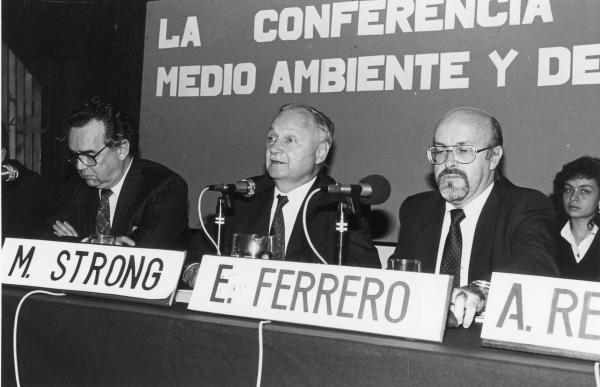 LA CONFERENCIA
MEDIO AMBIENTE Y DE
M. STRONG
E. FERRERO
A. RE